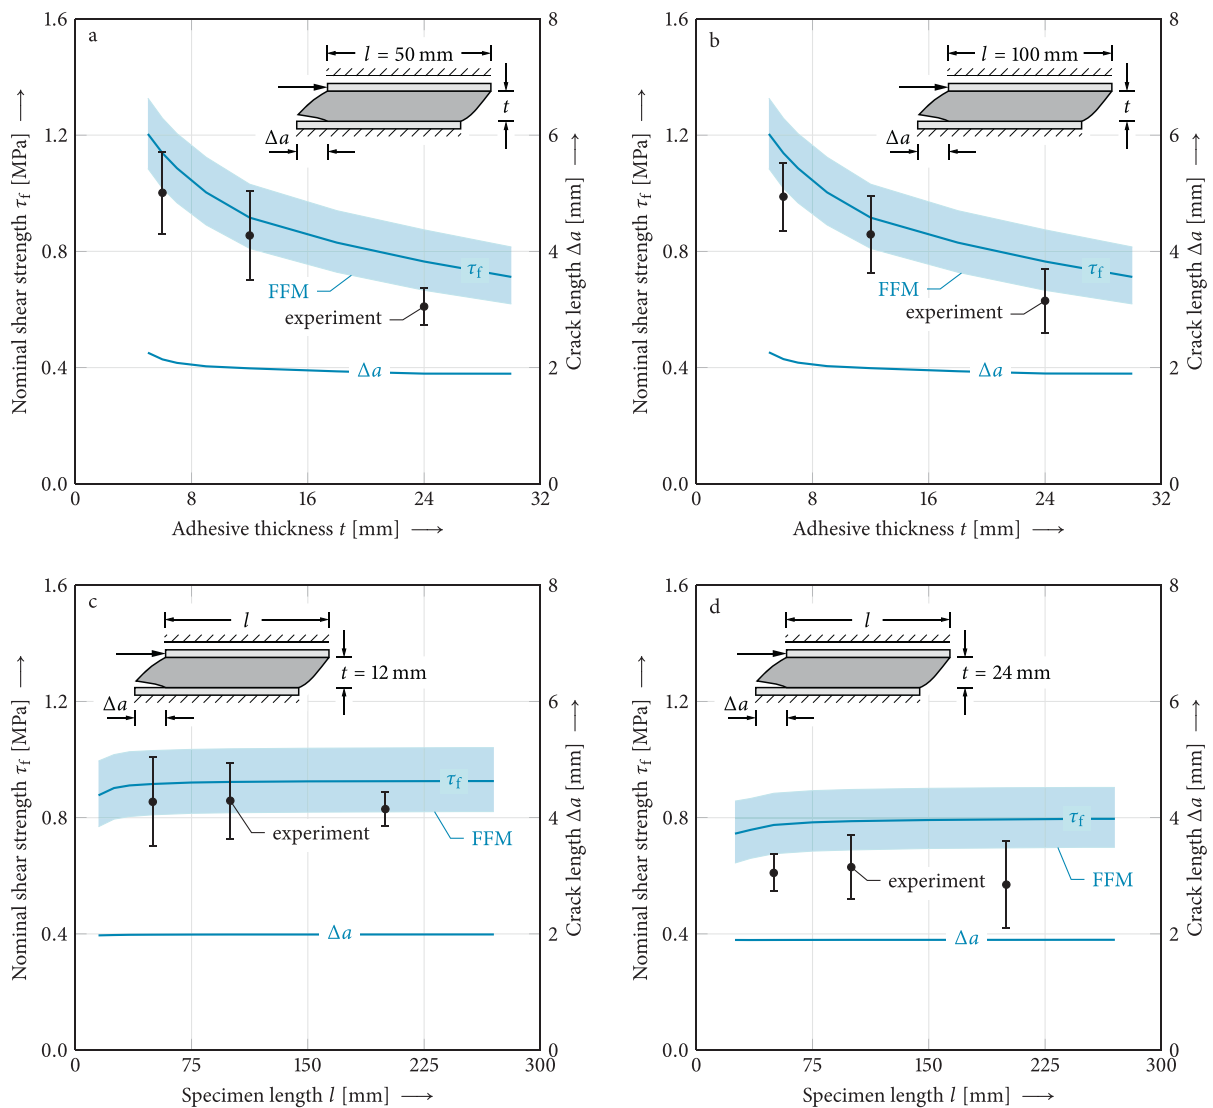 a
l = 50 mm
t
Δa
τf
FFM
experiment
Δa
1.6
1.2
0.8
0.4
0.0
8
6
4
2
0
0 8 16 24 32
Nominal shear strength τf [MPa] ⟶
Crack length Δa [mm] ⟶
Adhesive thickness t [mm] ⟶
b
l = 100 mm
t
Δa
τf
FFM
experiment
Δa
1.6
1.2
0.8
0.4
0.0
8
6
4
2
0
0 8 16 24 32
Nominal shear strength τf [MPa] ⟶
Crack length Δa [mm] ⟶
Adhesive thickness t [mm] ⟶
c
l
t = 12 mm
Δa
τf
experiment
FFM
Δa
1.6
1.2
0.8
0.4
0.0
8
6
4
2
0
0 75 150 225 300
Nominal shear strength τf [MPa] ⟶
Crack length Δa [mm] ⟶
Specimen length l [mm] ⟶
d
l
t = 24 mm
Δa
τf
experiment
FFM
Δa
1.6
1.2
0.8
0.4
0.0
8
6
4
2
0
0 75 150 225 300
Nominal shear strength τf [MPa] ⟶
Crack length Δa [mm] ⟶
Specimen length l [mm] ⟶